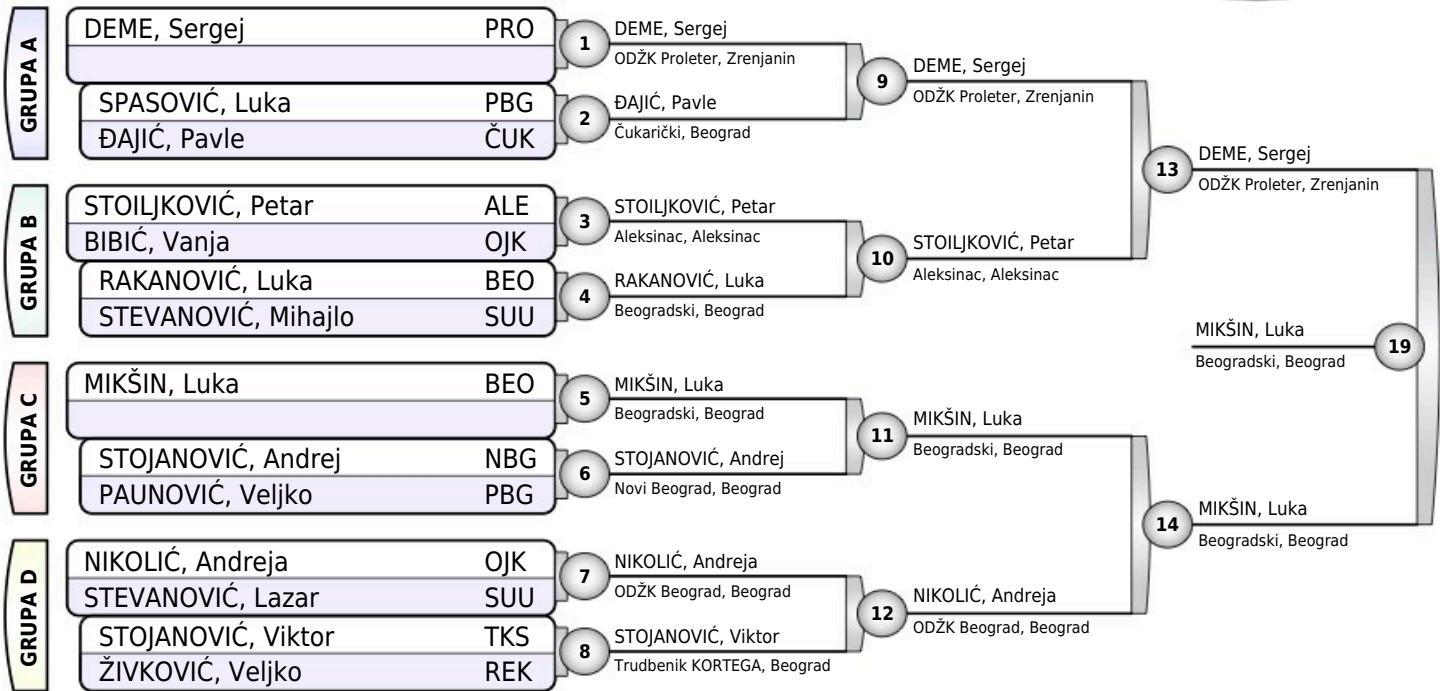 GRUPA A
DEME, Sergej PRO
SPASOVIĆ, Luka PBG
ĐAJIĆ, Pavle ČUK
GRUPA B
STOILJKOVIĆ, Petar ALE
BIBIĆ, Vanja OJK
RAKANOVIĆ, Luka BEO
STEVANOVIĆ, Mihajlo SUU
GRUPA C
MIKŠIN, Luka BEO
STOJANOVIĆ, Andrej NBG
PAUNOVIĆ, Veljko PBG
GRUPA D
NIKOLIĆ, Andreja OJK
STEVANOVIĆ, Lazar SUU
STOJANOVIĆ, Viktor TKS
ŽIVKOVIĆ, Veljko REK
1
DEME, Sergej
ODŽK Proleter, Zrenjanin
2
ĐAJIĆ, Pavle
Čukarički, Beograd
3
STOILJKOVIĆ, Petar
Aleksinac, Aleksinac
4
RAKANOVIĆ, Luka
Beogradski, Beograd
5
MIKŠIN, Luka
Beogradski, Beograd
6
STOJANOVIĆ, Andrej
Novi Beograd, Beograd
7
NIKOLIĆ, Andreja
ODŽK Beograd, Beograd
8
STOJANOVIĆ, Viktor
Trudbenik KORTEGA, Beograd
9
DEME, Sergej
ODŽK Proleter, Zrenjanin
10
STOILJKOVIĆ, Petar
Aleksinac, Aleksinac
11
MIKŠIN, Luka
Beogradski, Beograd
12
NIKOLIĆ, Andreja
ODŽK Beograd, Beograd
13
DEME, Sergej
ODŽK Proleter, Zrenjanin
14
MIKŠIN, Luka
Beogradski, Beograd
MIKŠIN, Luka
Beogradski, Beograd
19